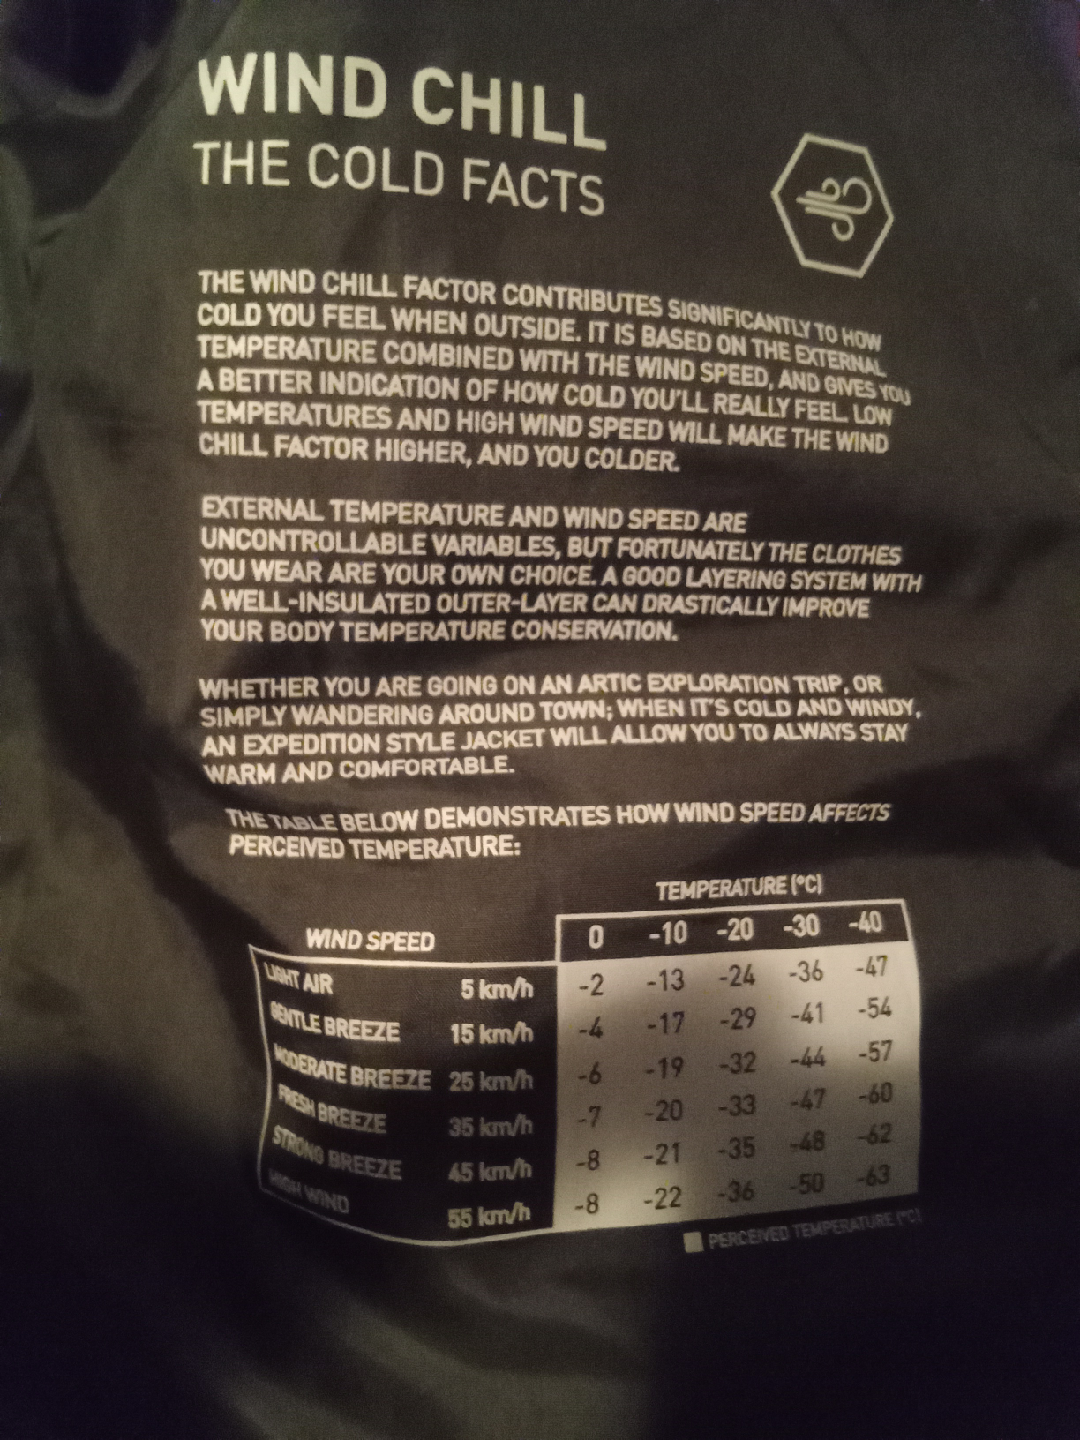 WIND CHILL
THE COLD FACTS
THE WIND CHILL FACTOR CONTRIBUTES SIGNIFICANTLY TO HOW
COLD YOU FEEL WHEN OUTSIDE. IT IS BASED ON THE EXTERNAL
TEMPERATURE COMBINED WITH THE WIND SPEED, AND GIVES YOU
A BETTER INDICATION OF HOW COLD YOU'LL REALLY FEEL. LOW
TEMPERATURES AND HIGH WIND SPEED WILL MAKE THE WIND
CHILL FACTOR HIGHER, AND YOU COLDER.
EXTERNAL TEMPERATURE AND WIND SPEED ARE
UNCONTROLLABLE VARIABLES, BUT FORTUNATELY THE CLOTHES
YOU WEAR ARE YOUR OWN CHOICE. A GOOD LAYERING SYSTEM WITH
A WELL-INSULATED OUTER-LAYER CAN DRASTICALLY IMPROVE
YOUR BODY TEMPERATURE CONSERVATION.
WHETHER YOU ARE GOING ON AN ARTIC EXPLORATION TRIP, OR
SIMPLY WANDERING AROUND TOWN; WHEN IT'S COLD AND WINDY,
AN EXPEDITION STYLE JACKET WILL ALLOW YOU TO ALWAYS STAY
WARM AND COMFORTABLE.
THE TABLE BELOW DEMONSTRATES HOW WIND SPEED AFFECTS
PERCEIVED TEMPERATURE:
TEMPERATURE (°C)
WIND SPEED 0 -10 -20 -30 -40
LIGHT AIR 5 km/h -2 -13 -24 -36 -47
GENTLE BREEZE 15 km/h -4 -17 -29 -41 -54
MODERATE BREEZE 25 km/h -6 -19 -32 -44 -57
FRESH BREEZE 35 km/h -7 -20 -33 -47 -60
STRONG BREEZE 45 km/h -8 -21 -35 -48 -62
HIGH WIND 55 km/h -8 -22 -36 -50 -63
PERCEIVED TEMPERATURE (°C)